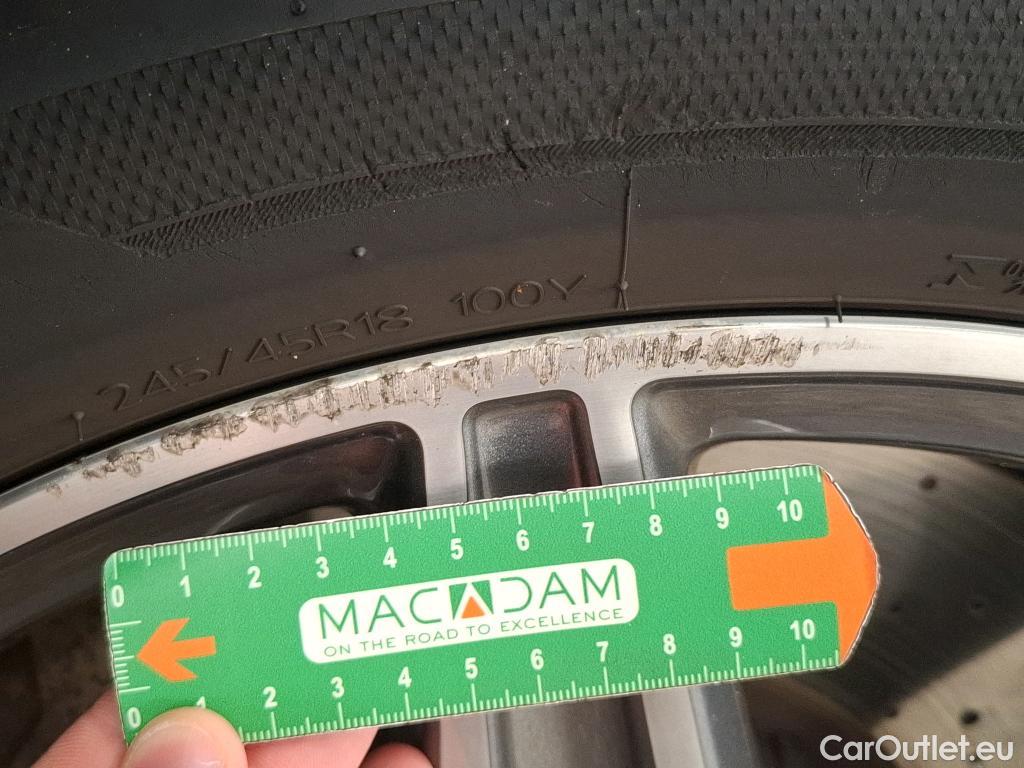 245/45R18 100Y
0 1 2 3 4 5 6 7 8 9 10
MACADAM
ON THE ROAD TO EXCELLENCE
0 1 2 3 4 5 6 7 8 9 10
CarOutlet.eu